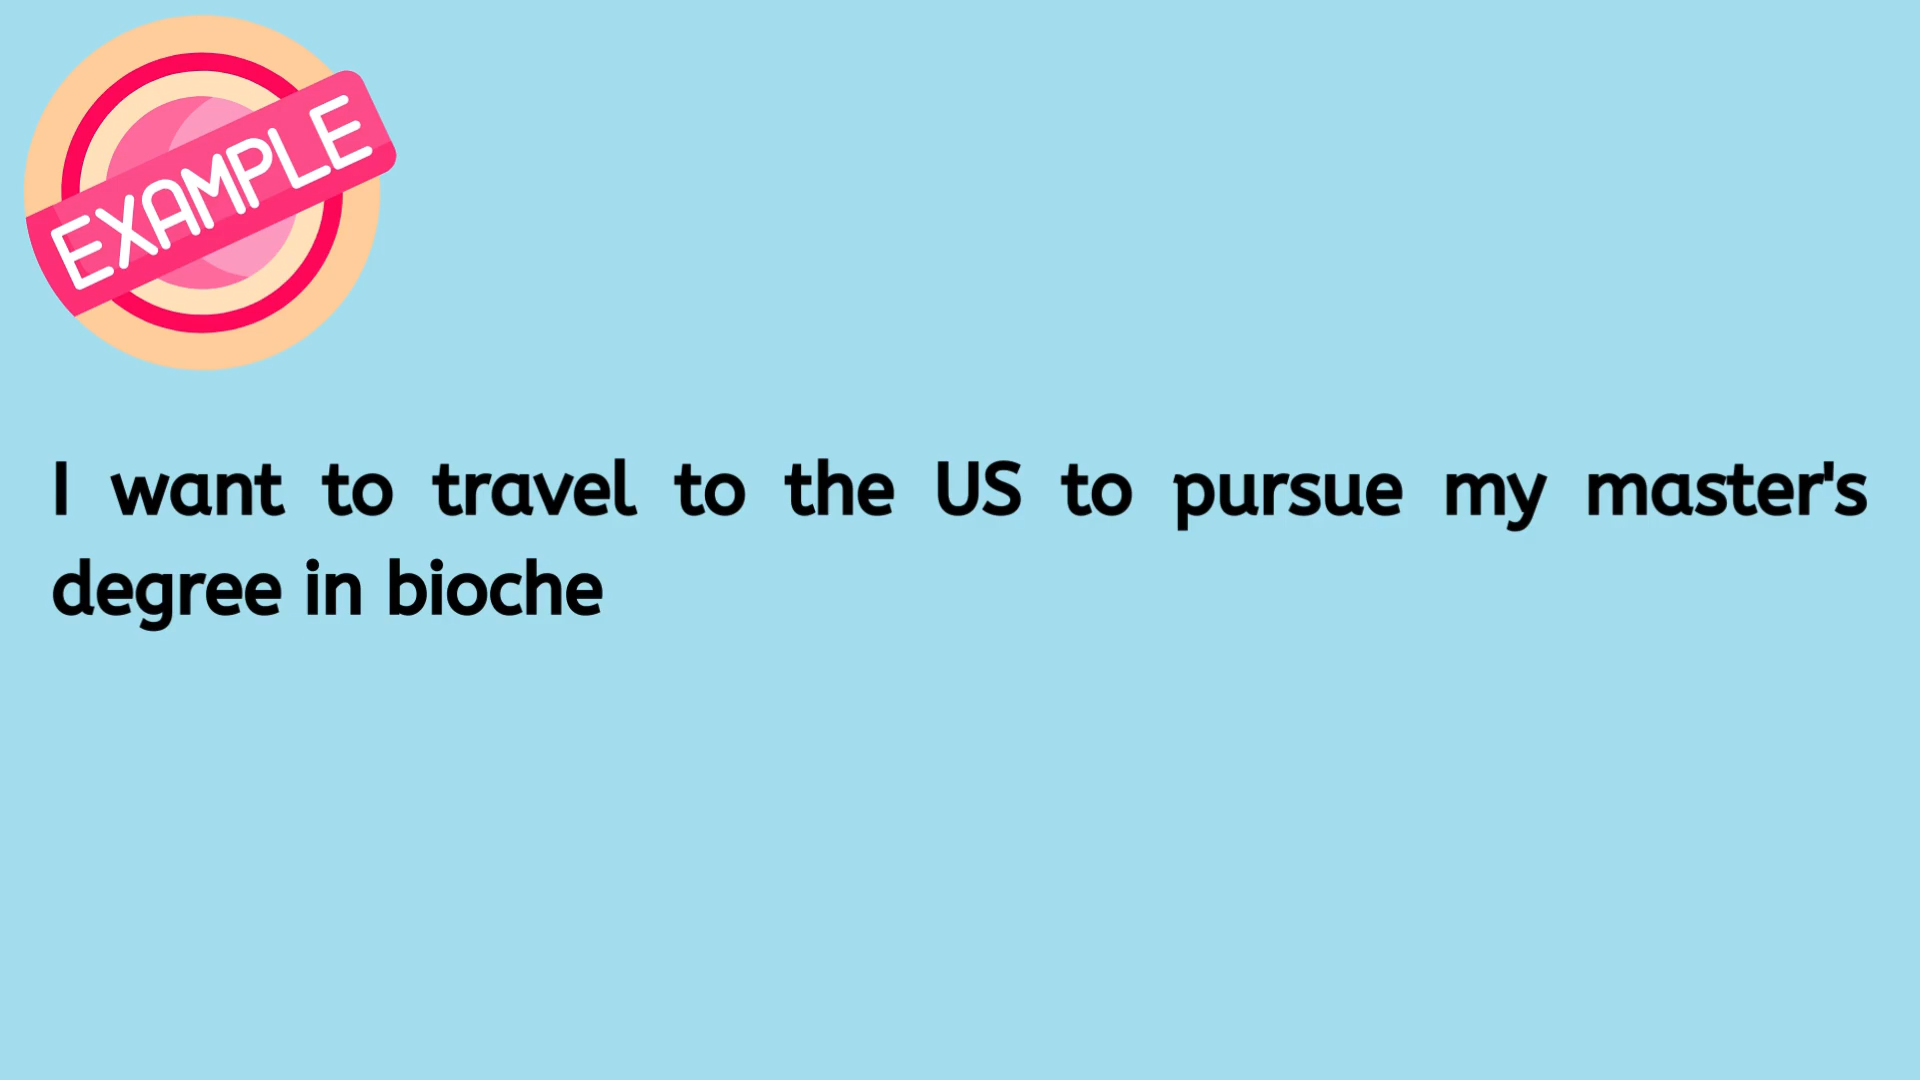 EXAMPLE
I want to travel to the US to pursue my master's
degree in bioche